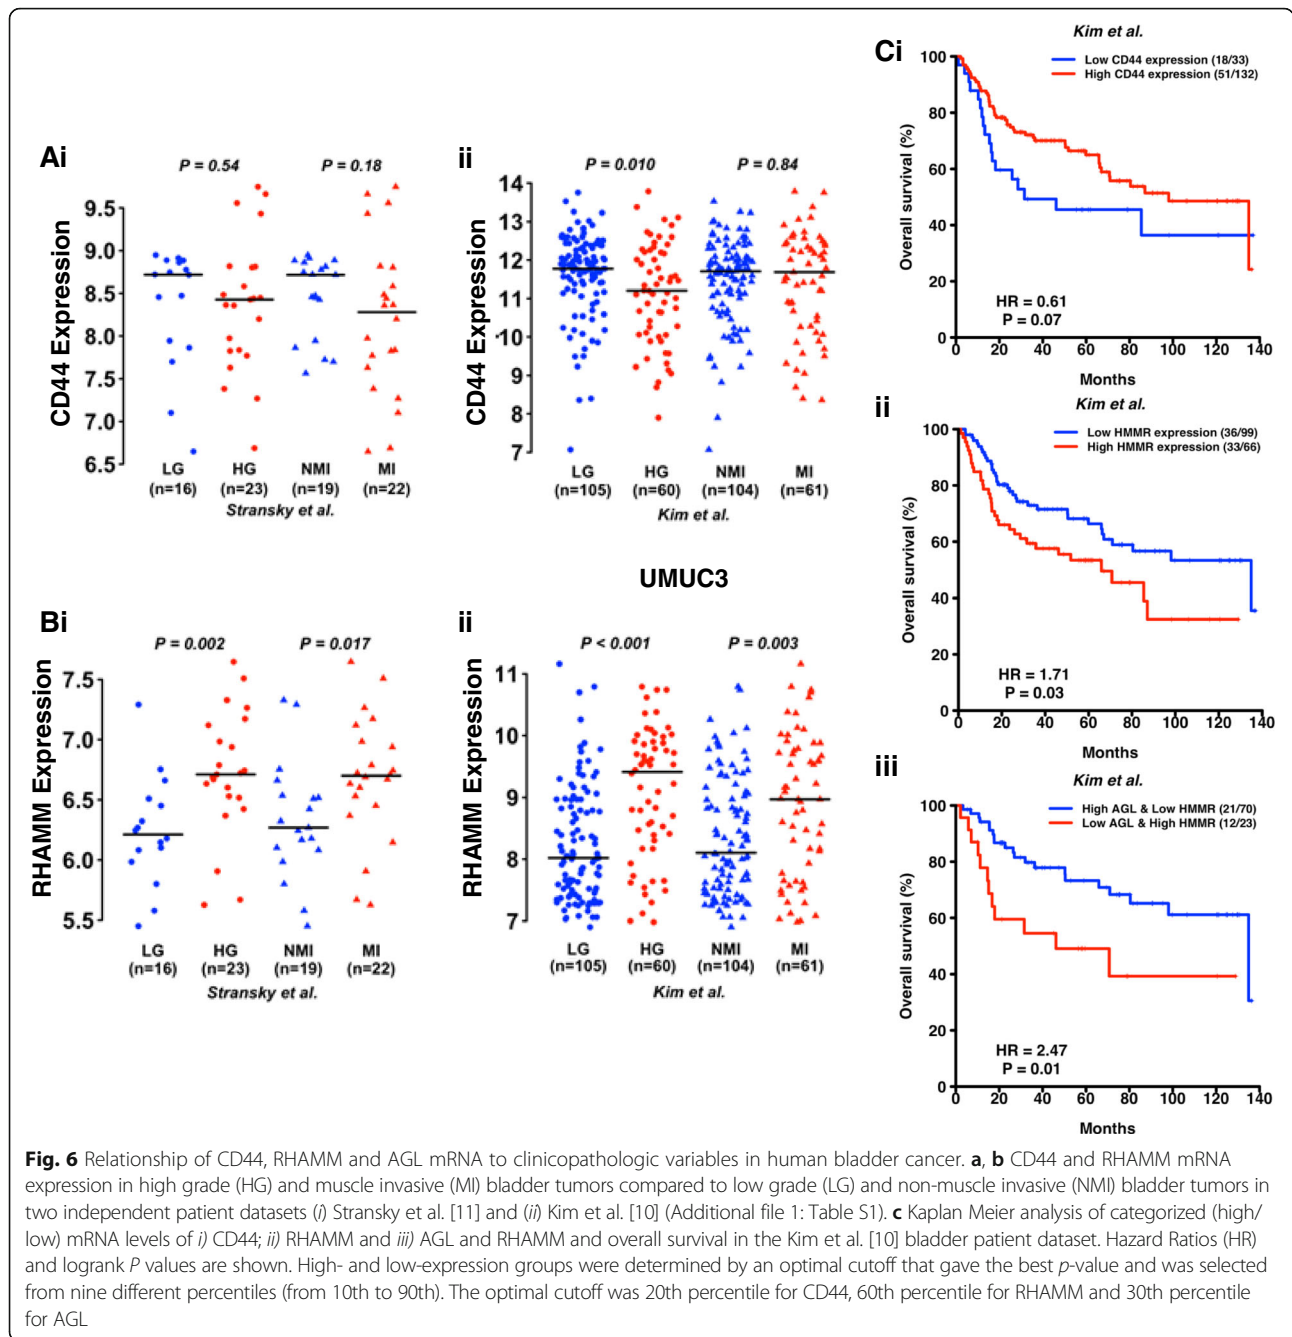 Ai
P = 0.54
P = 0.18
CD44 Expression
9.5
9.0
8.5
8.0
7.5
7.0
6.5
LG
HG
NMI
MI
(n=16)
(n=23)
(n=19)
(n=22)
Stransky et al.
ii
P = 0.010
P = 0.84
CD44 Expression
14
13
12
11
10
9
8
7
LG
HG
NMI
MI
(n=105)
(n=60)
(n=104)
(n=61)
Kim et al.
UMUC3
Bi
P = 0.002
P = 0.017
RHAMM Expression
7.5
7.0
6.5
6.0
5.5
LG
HG
NMI
MI
(n=16)
(n=23)
(n=19)
(n=22)
Stransky et al.
ii
P < 0.001
P = 0.003
RHAMM Expression
11
10
9
8
7
LG
HG
NMI
MI
(n=105)
(n=60)
(n=104)
(n=61)
Kim et al.
Ci
Kim et al.
Low CD44 expression (18/33)
High CD44 expression (51/132)
Overall survival (%)
100
80
60
40
20
0
HR = 0.61
P = 0.07
0 20 40 60 80 100 120 140
Months
ii
Kim et al.
Low HMMR expression (36/99)
High HMMR expression (33/66)
Overall survival (%)
100
80
60
40
20
0
HR = 1.71
P = 0.03
0 20 40 60 80 100 120 140
Months
iii
Kim et al.
High AGL & Low HMMR (21/70)
Low AGL & High HMMR (12/23)
Overall survival (%)
100
80
60
40
20
0
HR = 2.47
P = 0.01
0 20 40 60 80 100 120 140
Months
Fig. 6 Relationship of CD44, RHAMM and AGL mRNA to clinicopathologic variables in human bladder cancer. a, b CD44 and RHAMM mRNA
expression in high grade (HG) and muscle invasive (MI) bladder tumors compared to low grade (LG) and non-muscle invasive (NMI) bladder tumors in
two independent patient datasets (i) Stransky et al. [11] and (ii) Kim et al. [10] (Additional file 1: Table S1). c Kaplan Meier analysis of categorized (high/
low) mRNA levels of i) CD44; ii) RHAMM and iii) AGL and RHAMM and overall survival in the Kim et al. [10] bladder patient dataset. Hazard Ratios (HR)
and logrank P values are shown. High- and low-expression groups were determined by an optimal cutoff that gave the best p-value and was selected
from nine different percentiles (from 10th to 90th). The optimal cutoff was 20th percentile for CD44, 60th percentile for RHAMM and 30th percentile
for AGL